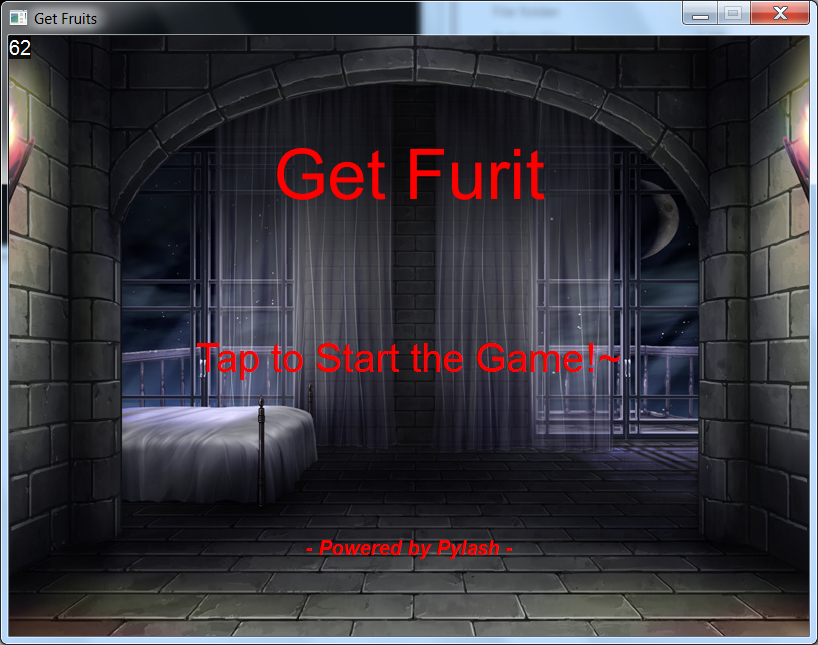 Get Fruits
62
Get Furit
Tap to Start the Game!~
- Powered by Pylash -